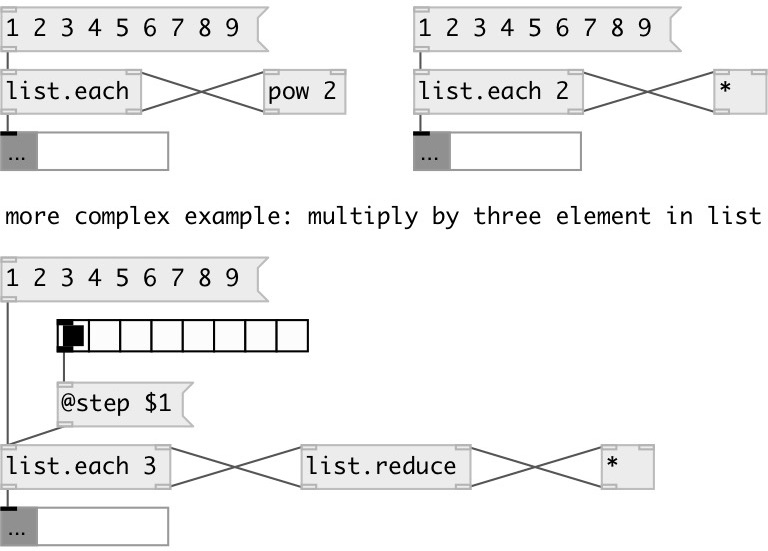 1 2 3 4 5 6 7 8 9
1 2 3 4 5 6 7 8 9
list.each
pow 2
list.each 2
*
...
...
more complex example: multiply by three element in list
1 2 3 4 5 6 7 8 9
@step $1
list.each 3
list.reduce
*
...